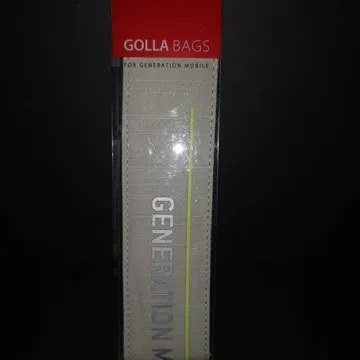 GOLLA BAGS
FOR GENERATION MOBILE
GENERATION M